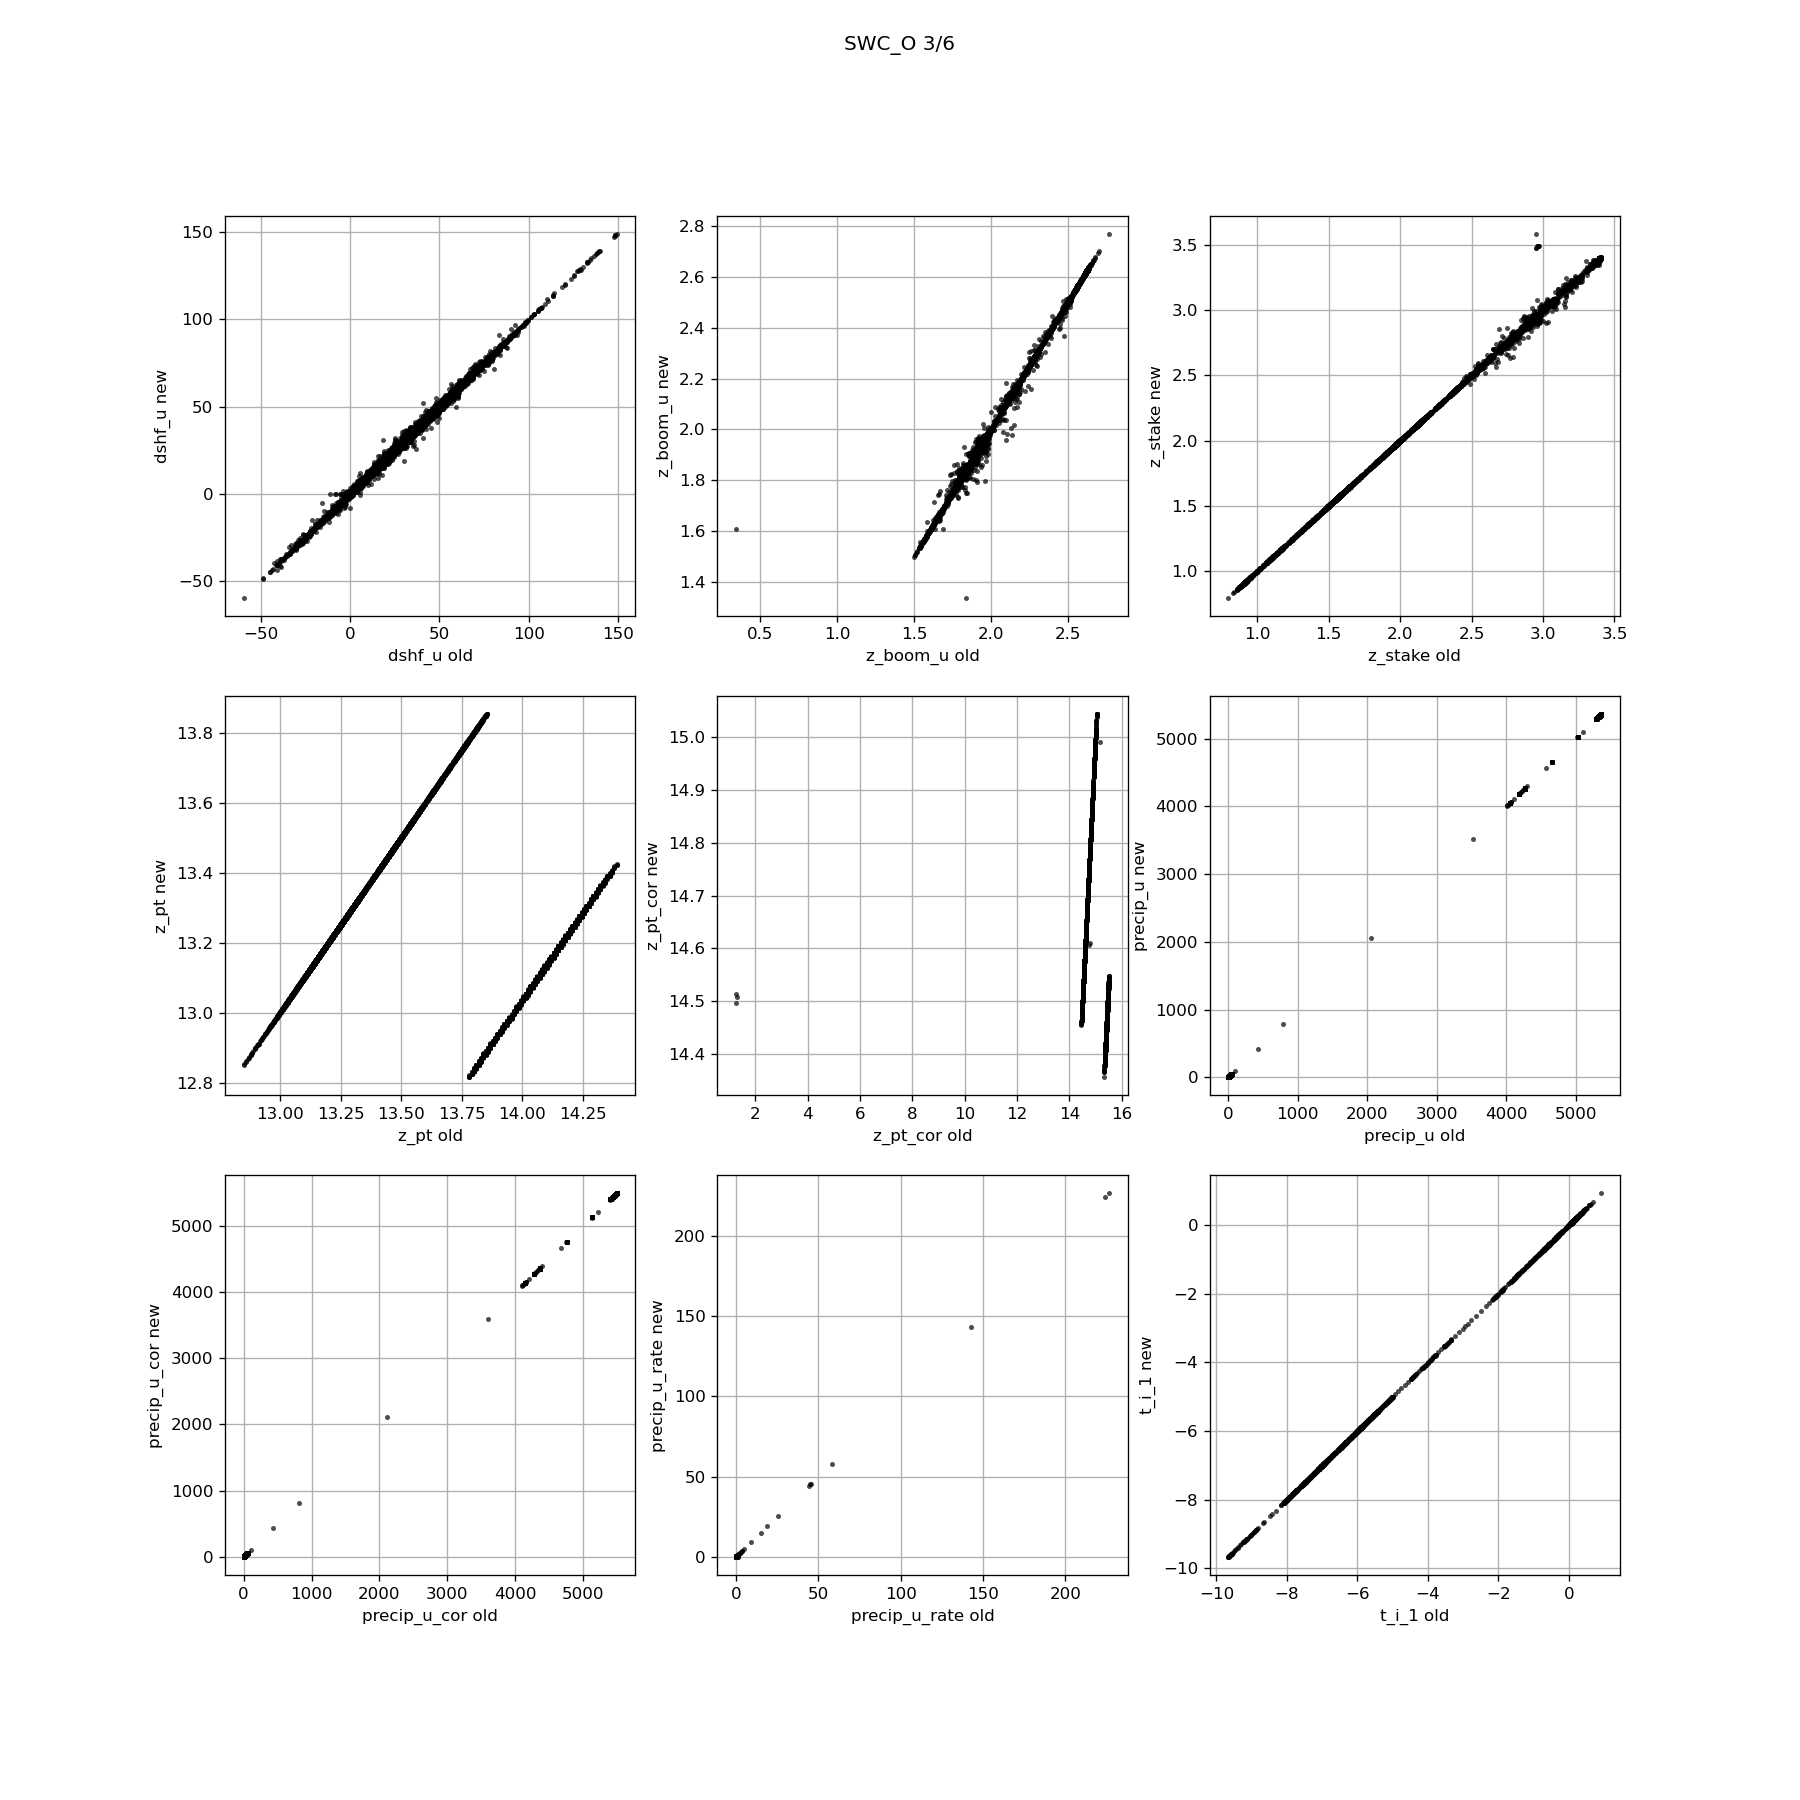 SWC_O 3/6
150
100
50
0
−50
dshf_u new
−50 0 50 100 150
dshf_u old
2.8
2.6
2.4
2.2
2.0
1.8
1.6
1.4
z_boom_u new
0.5 1.0 1.5 2.0 2.5
z_boom_u old
3.5
3.0
2.5
2.0
1.5
1.0
z_stake new
1.0 1.5 2.0 2.5 3.0 3.5
z_stake old
13.8
13.6
13.4
13.2
13.0
12.8
z_pt new
13.00 13.25 13.50 13.75 14.00 14.25
z_pt old
15.0
14.9
14.8
14.7
14.6
14.5
14.4
z_pt_cor new
2 4 6 8 10 12 14 16
z_pt_cor old
5000
4000
3000
2000
1000
0
precip_u new
0 1000 2000 3000 4000 5000
precip_u old
5000
4000
3000
2000
1000
0
precip_u_cor new
0 1000 2000 3000 4000 5000
precip_u_cor old
200
150
100
50
0
precip_u_rate new
0 50 100 150 200
precip_u_rate old
0
−2
−4
−6
−8
−10
t_i_1 new
−10 −8 −6 −4 −2 0
t_i_1 old